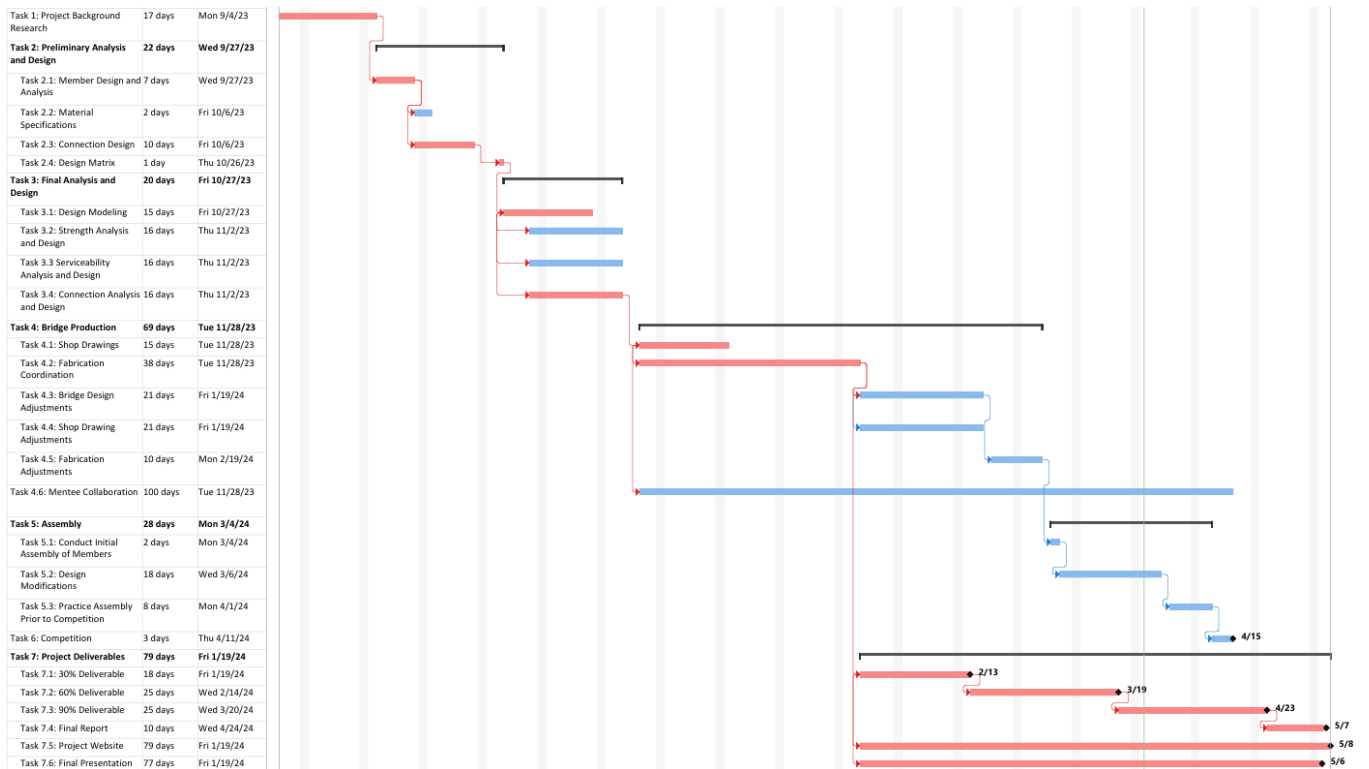 Task 1: Project Background 17 days Mon 9/4/23
Research
Task 2: Preliminary Analysis 22 days Wed 9/27/23
and Design
Task 2.1: Member Design and 7 days Wed 9/27/23
Analysis
Task 2.2: Material 2 days Fri 10/6/23
Specifications
Task 2.3: Connection Design 10 days Fri 10/6/23
Task 2.4: Design Matrix 1 day Thu 10/26/23
Task 3: Final Analysis and 20 days Fri 10/27/23
Design
Task 3.1: Design Modeling 15 days Fri 10/27/23
Task 3.2: Strength Analysis 16 days Thu 11/2/23
and Design
Task 3.3 Serviceability 16 days Thu 11/2/23
Analysis and Design
Task 3.4: Connection Analysis 16 days Thu 11/2/23
and Design
Task 4: Bridge Production 69 days Tue 11/28/23
Task 4.1: Shop Drawings 15 days Tue 11/28/23
Task 4.2: Fabrication 38 days Tue 11/28/23
Coordination
Task 4.3: Bridge Design 21 days Fri 1/19/24
Adjustments
Task 4.4: Shop Drawing 21 days Fri 1/19/24
Adjustments
Task 4.5: Fabrication 10 days Mon 2/19/24
Adjustments
Task 4.6: Mentee Collaboration 100 days Tue 11/28/23
Task 5: Assembly 28 days Mon 3/4/24
Task 5.1: Conduct Initial 2 days Mon 3/4/24
Assembly of Members
Task 5.2: Design 18 days Wed 3/6/24
Modifications
Task 5.3: Practice Assembly 8 days Mon 4/1/24
Prior to Competition
Task 6: Competition 3 days Thu 4/11/24 4/15
Task 7: Project Deliverables 79 days Fri 1/19/24
Task 7.1: 30% Deliverable 18 days Fri 1/19/24 2/13
Task 7.2: 60% Deliverable 25 days Wed 2/14/24 3/19
Task 7.3: 90% Deliverable 25 days Wed 3/20/24 4/23
Task 7.4: Final Report 10 days Wed 4/24/24 5/7
Task 7.5: Project Website 79 days Fri 1/19/24 5/8
Task 7.6: Final Presentation 77 days Fri 1/19/24 5/6